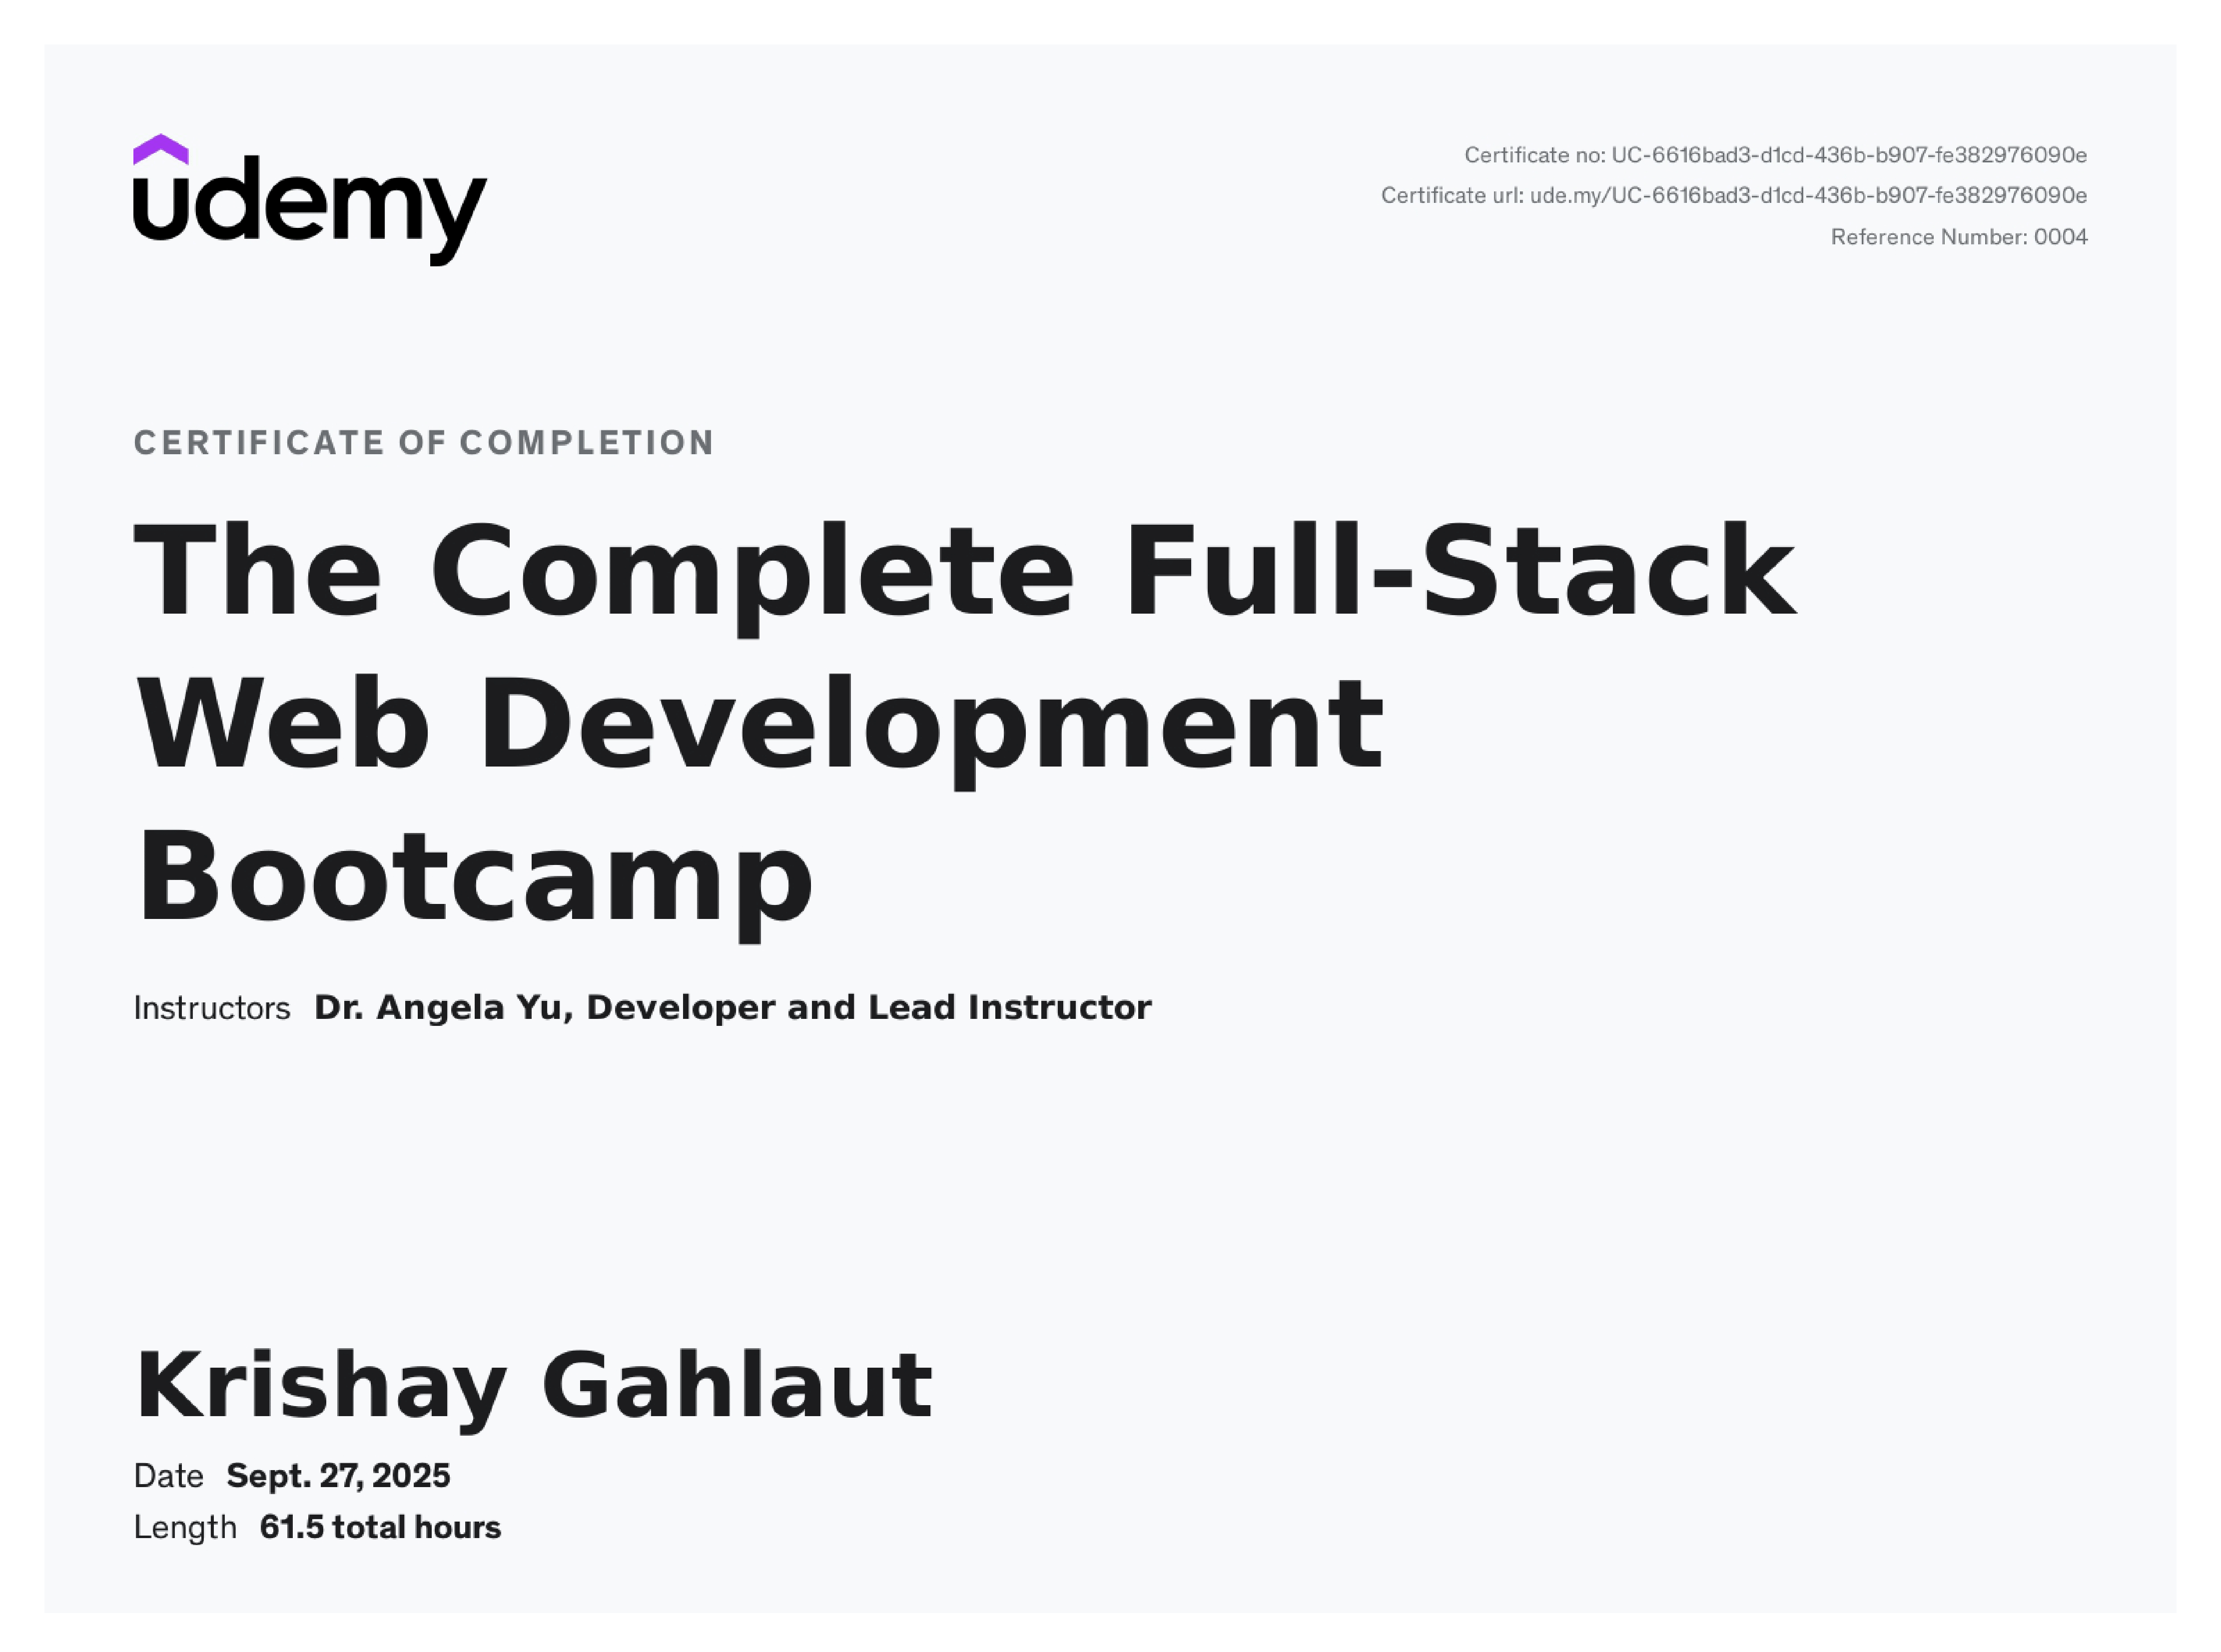 udemy
Certificate no: UC-6616bad3-d1cd-436b-b907-fe382976090e
Certificate url: ude.my/UC-6616bad3-d1cd-436b-b907-fe382976090e
Reference Number: 0004
CERTIFICATE OF COMPLETION
The Complete Full-Stack
Web Development
Bootcamp
Instructors Dr. Angela Yu, Developer and Lead Instructor
Krishay Gahlaut
Date Sept. 27, 2025
Length 61.5 total hours